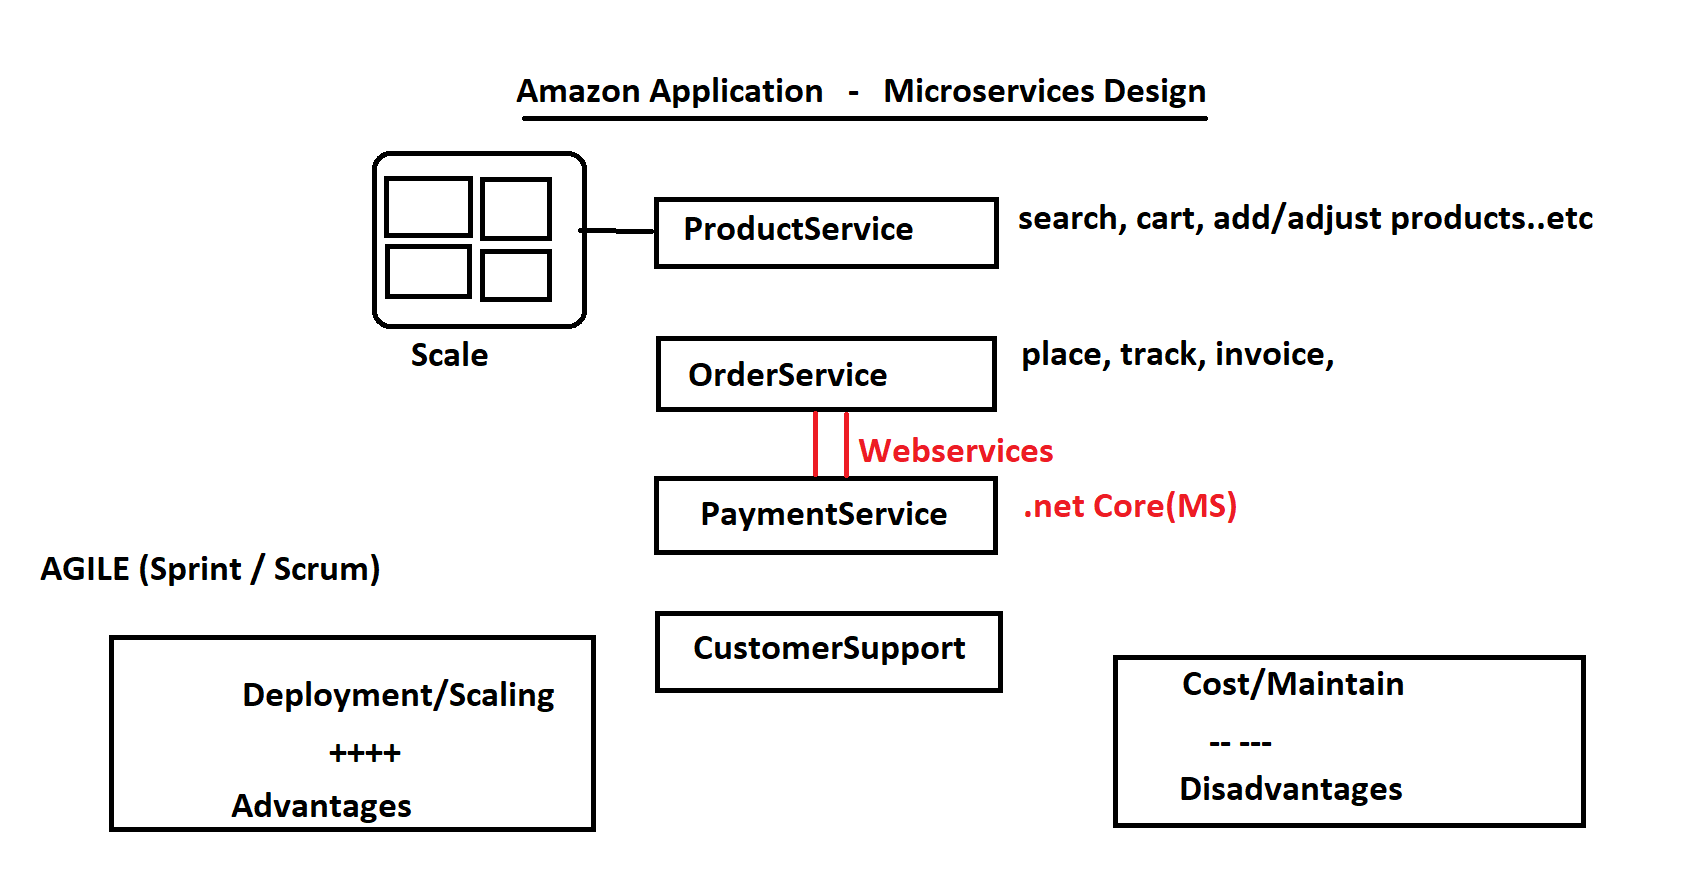 Amazon Application - Microservices Design
ProductService
search, cart, add/adjust products..etc
Scale
OrderService
place, track, invoice,
Webservices
PaymentService
.net Core(MS)
AGILE (Sprint / Scrum)
CustomerSupport
Deployment/Scaling
++++
Advantages
Cost/Maintain
-- ---
Disadvantages